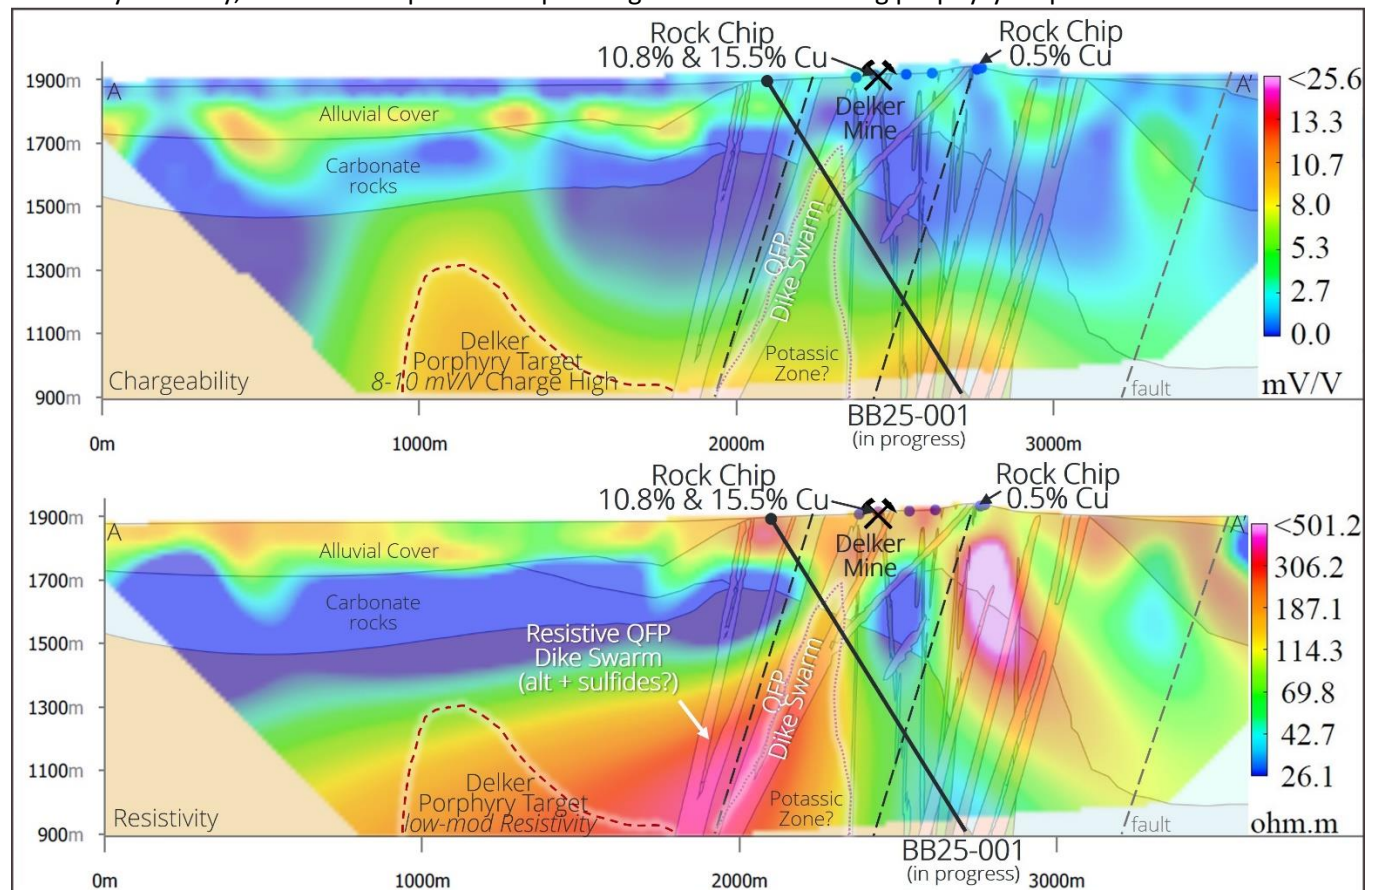 Rock Chip
10.8% & 15.5% Cu
Rock Chip
0.5% Cu
1900m
1700m
1500m
1300m
1100m
900m
A
A'
Alluvial Cover
Carbonate
rocks
Delker
Mine
QFP
Dike Swarm
Delker
Porphyry Target
8-10 mV/V Charge High
Potassic
Zone?
Chargeability
fault
<25.6
13.3
10.7
8.0
5.3
2.7
0.0
mV/V
BB25-001
(in progress)
0m
1000m
2000m
3000m
Rock Chip
10.8% & 15.5% Cu
Rock Chip
0.5% Cu
1900m
1700m
1500m
1300m
1100m
900m
A
A'
Alluvial Cover
Carbonate
rocks
Delker
Mine
Resistive QFP
Dike Swarm
(alt + sulfides?)
QFP
Dike Swarm
Delker
Porphyry Target
low-mod Resistivity
Potassic
Zone?
Resistivity
fault
<501.2
306.2
187.1
114.3
69.8
42.7
26.1
ohm.m
BB25-001
(in progress)
0m
1000m
2000m
3000m